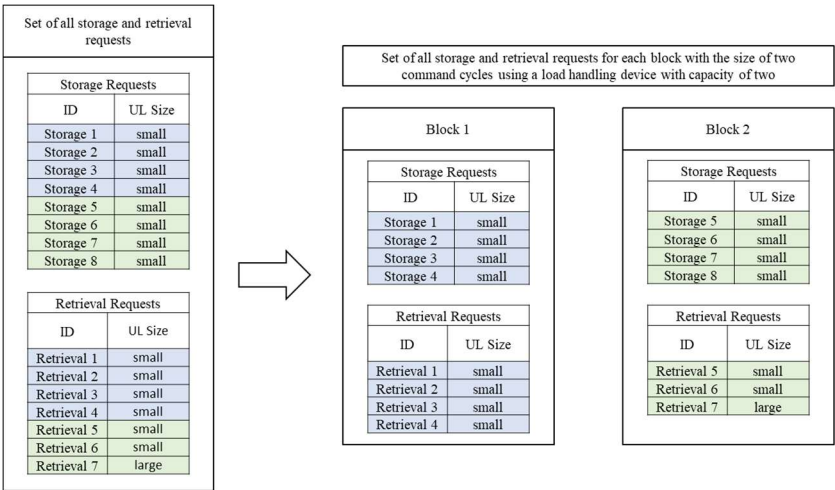 Set of all storage and retrieval
requests
Storage Requests
ID UL Size
Storage 1 small
Storage 2 small
Storage 3 small
Storage 4 small
Storage 5 small
Storage 6 small
Storage 7 small
Storage 8 small
Retrieval Requests
ID UL Size
Retrieval 1 small
Retrieval 2 small
Retrieval 3 small
Retrieval 4 small
Retrieval 5 small
Retrieval 6 small
Retrieval 7 large
Set of all storage and retrieval requests for each block with the size of two
command cycles using a load handling device with capacity of two
Block 1
Storage Requests
ID UL Size
Storage 1 small
Storage 2 small
Storage 3 small
Storage 4 small
Retrieval Requests
ID UL Size
Retrieval 1 small
Retrieval 2 small
Retrieval 3 small
Retrieval 4 small
Block 2
Storage Requests
ID UL Size
Storage 5 small
Storage 6 small
Storage 7 small
Storage 8 small
Retrieval Requests
ID UL Size
Retrieval 5 small
Retrieval 6 small
Retrieval 7 large